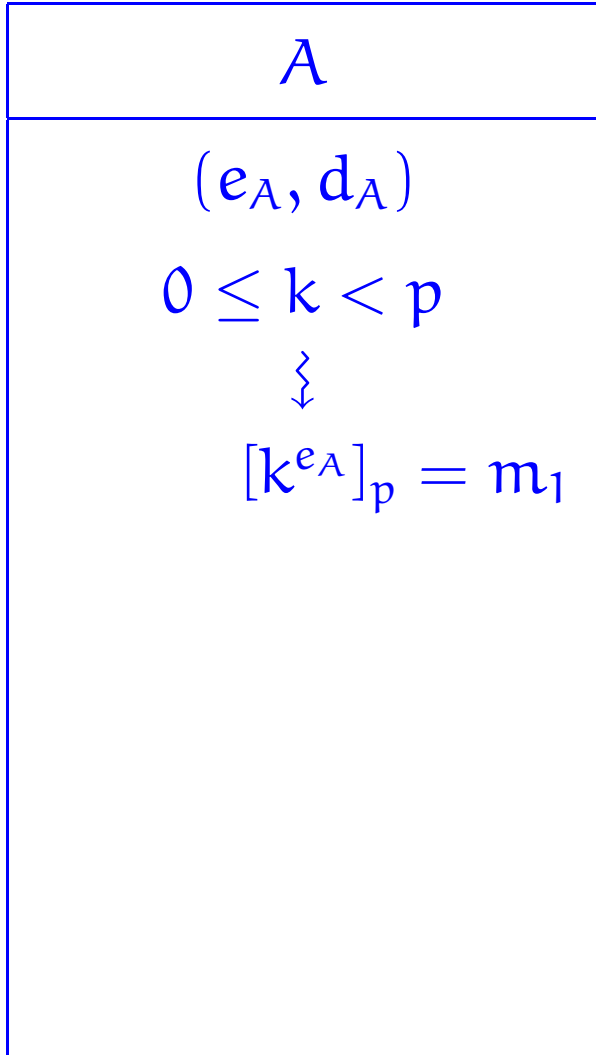 A
(e_A, d_A)
0 ≤ k < p
[k^{e_A}]_p = m_1